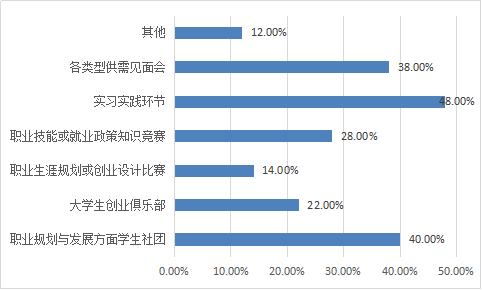 其他
12.00%
各类型供需见面会
38.00%
实习实践环节
48.00%
职业技能或就业政策知识竞赛
28.00%
职业生涯规划或创业设计比赛
14.00%
大学生创业俱乐部
22.00%
职业规划与发展方面学生社团
40.00%
0.00% 10.00% 20.00% 30.00% 40.00% 50.00%